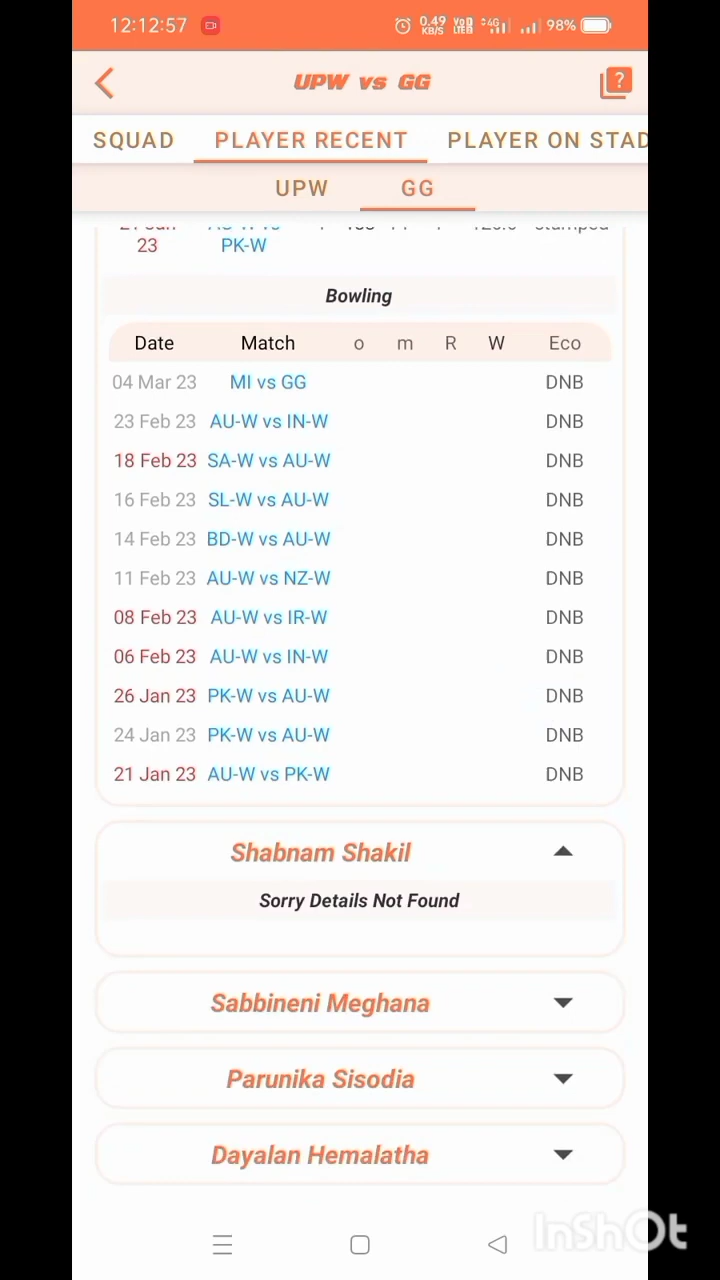 12:12:57 0.49 KB/S VoD LTE 4G 98%
UPW vs GG ?
SQUAD PLAYER RECENT PLAYER ON STAD
UPW GG
23 PK-W
Bowling
Date Match o m R W Eco
04 Mar 23 MI vs GG DNB
23 Feb 23 AU-W vs IN-W DNB
18 Feb 23 SA-W vs AU-W DNB
16 Feb 23 SL-W vs AU-W DNB
14 Feb 23 BD-W vs AU-W DNB
11 Feb 23 AU-W vs NZ-W DNB
08 Feb 23 AU-W vs IR-W DNB
06 Feb 23 AU-W vs IN-W DNB
26 Jan 23 PK-W vs AU-W DNB
24 Jan 23 PK-W vs AU-W DNB
21 Jan 23 AU-W vs PK-W DNB
Shabnam Shakil
Sorry Details Not Found
Sabbineni Meghana
Parunika Sisodia
Dayalan Hemalatha
InShOt